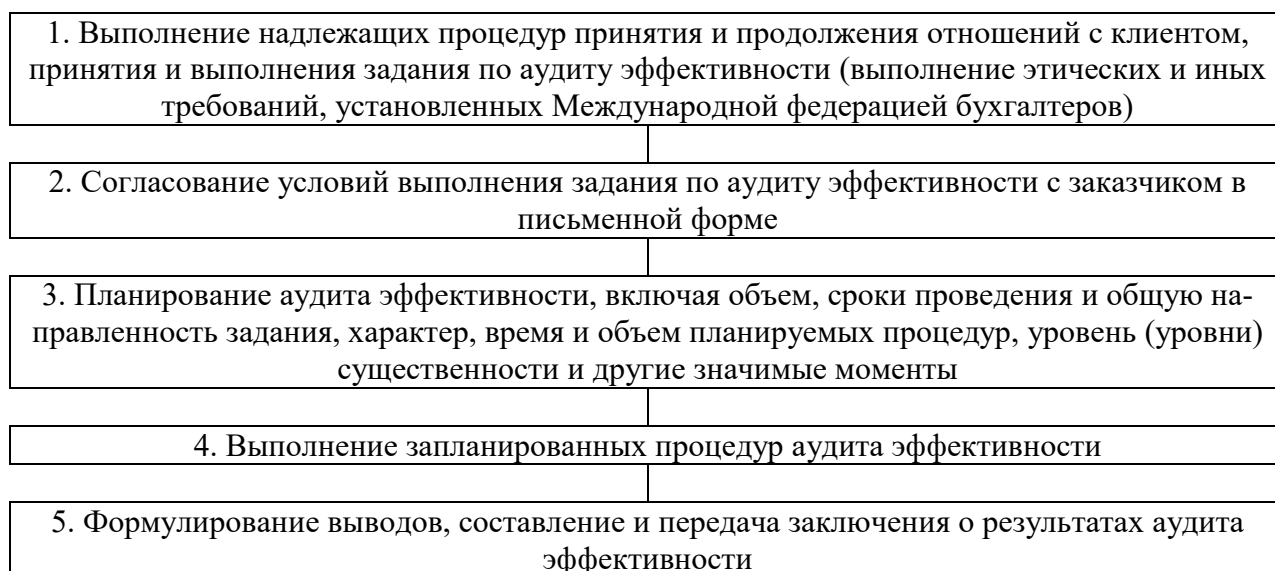 1. Выполнение надлежащих процедур принятия и продолжения отношений с клиентом,
принятия и выполнения задания по аудиту эффективности (выполнение этических и иных
требований, установленных Международной федерацией бухгалтеров)
2. Согласование условий выполнения задания по аудиту эффективности с заказчиком в
письменной форме
3. Планирование аудита эффективности, включая объем, сроки проведения и общую на-
правленность задания, характер, время и объем планируемых процедур, уровень (уровни)
существенности и другие значимые моменты
4. Выполнение запланированных процедур аудита эффективности
5. Формулирование выводов, составление и передача заключения о результатах аудита
эффективности